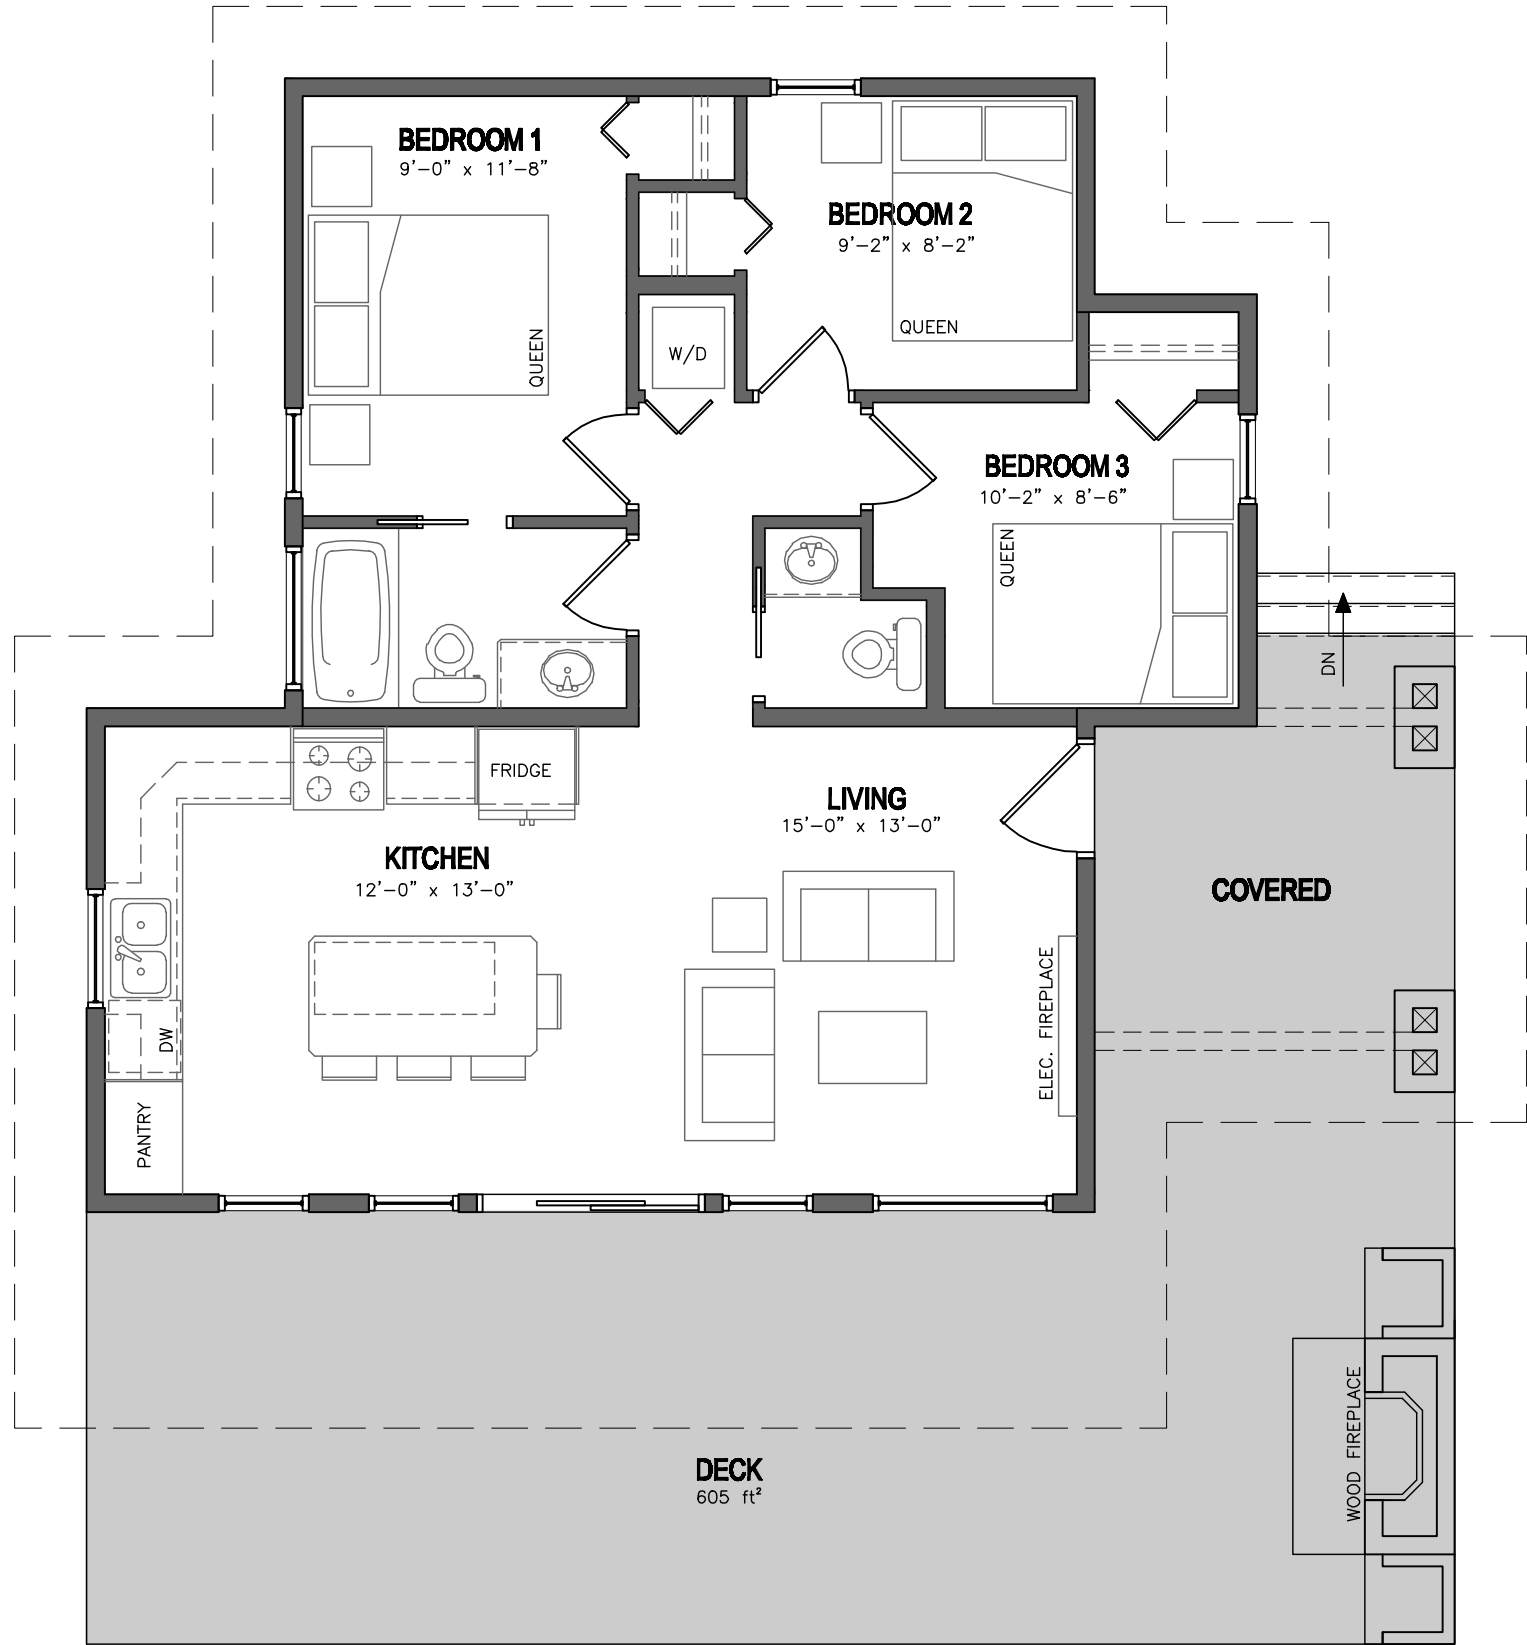 BEDROOM 1
9'-0" x 11'-8"
BEDROOM 2
9'-2" x 8'-2"
QUEEN
QUEEN
W/D
BEDROOM 3
10'-2" x 8'-6"
QUEEN
DN
FRIDGE
LIVING
15'-0" x 13'-0"
KITCHEN
12'-0" x 13'-0"
COVERED
ELEC. FIREPLACE
DW
PANTRY
WOOD FIREPLACE
DECK
605 ft²